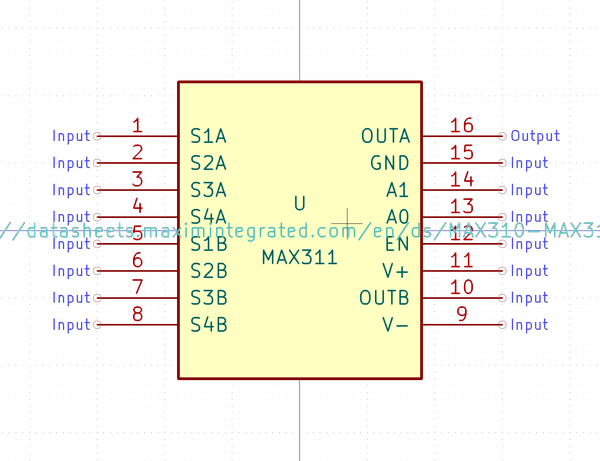 Input 1 S1A OUTA 16 Output
Input 2 S2A GND 15 Input
Input 3 S3A A1 14 Input
U
Input 4 S4A A0 13 Input
//datasheets.maximintegrated.com/en/ds/MAX310-MAX31
Input 5 S1B EN 12 Input
MAX311
Input 6 S2B V+ 11 Input
Input 7 S3B OUTB 10 Input
Input 8 S4B V- 9 Input